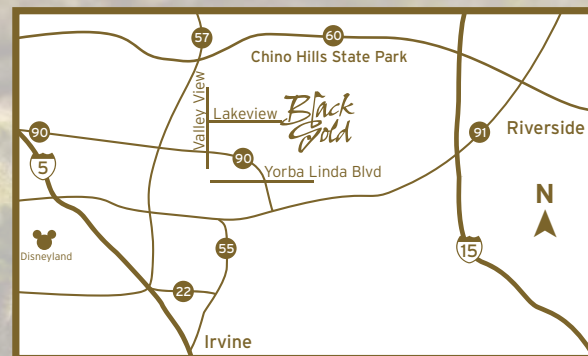 57
60
Chino Hills State Park
Valley View
Lakeview
Black
Gold
90
91
Riverside
90
5
Yorba Linda Blvd
N
Disneyland
55
15
22
Irvine